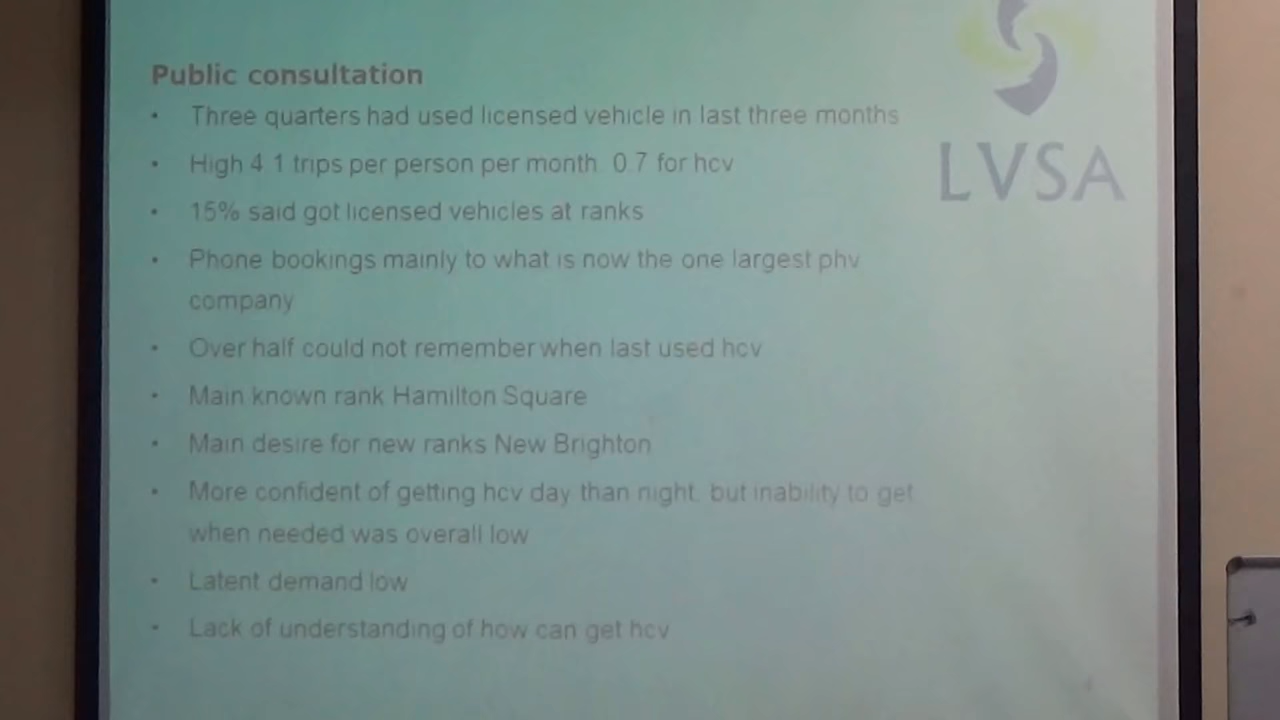 Public consultation
• Three quarters had used licensed vehicle in last three months
• High 4.1 trips per person per month, 0.7 for hcv
• 15% said got licensed vehicles at ranks
• Phone bookings mainly to what is now the one largest phv
company
• Over half could not remember when last used hcv
• Main known rank Hamilton Square
• Main desire for new ranks New Brighton
• More confident of getting hcv day than night, but inability to get
when needed was overall low
• Latent demand low
• Lack of understanding of how can get hcv
LVSA